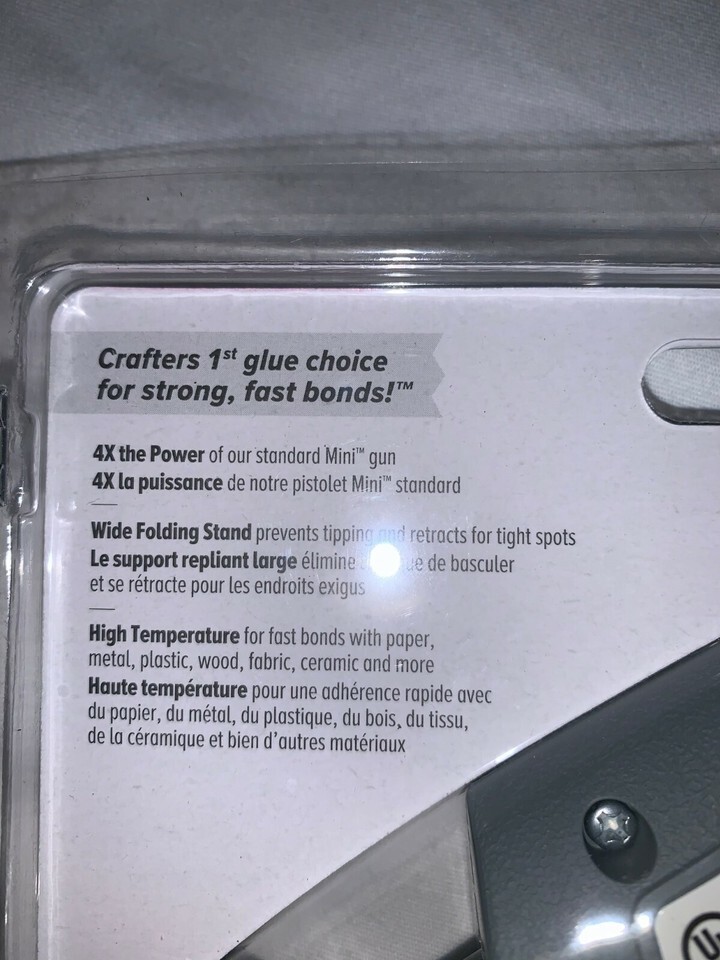 Crafters 1st glue choice
for strong, fast bonds!™
4X the Power of our standard Mini™ gun
4X la puissance de notre pistolet Mini™ standard
Wide Folding Stand prevents tipping and retracts for tight spots
Le support repliant large élimine de basculer
et se rétracte pour les endroits exigus
High Temperature for fast bonds with paper,
metal, plastic, wood, fabric, ceramic and more
Haute température pour une adhérence rapide avec
du papier, du métal, du plastique, du bois, du tissu,
de la céramique et bien d'autres matériaux